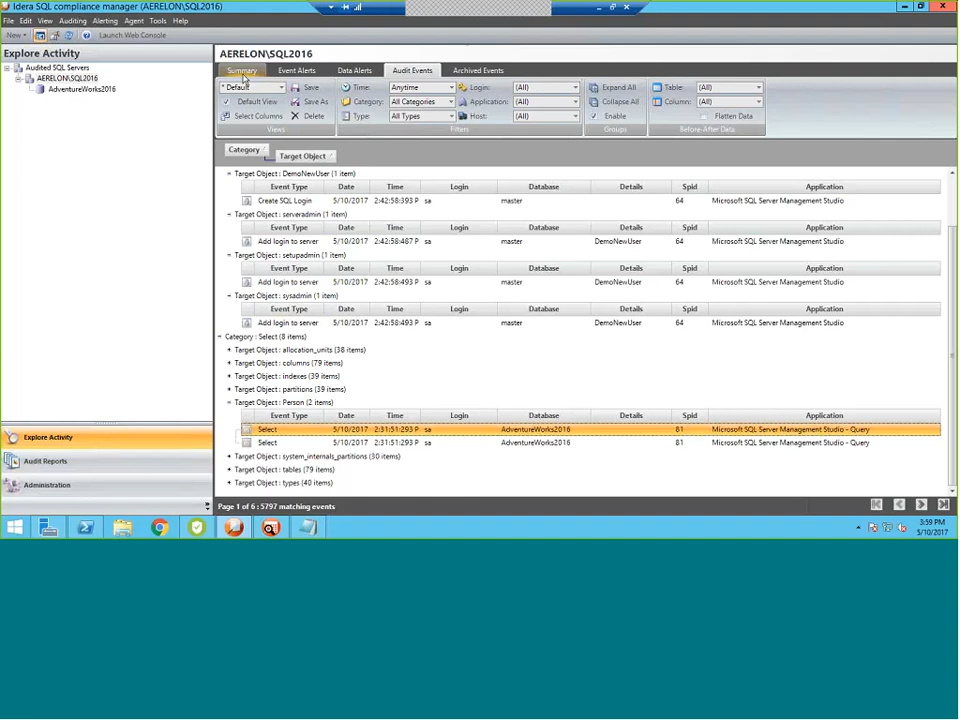 Idera SQL compliance manager (AERELON\SQL2016)
File Edit View Auditing Alerting Agent Tools Help
New Launch Web Console
Explore Activity
Audited SQL Servers
AERELON\SQL2016
AdventureWorks2016
Explore Activity
Audit Reports
Administration
AERELON\SQL2016
Summary Event Alerts Data Alerts Audit Events Archived Events
* Default Save Time: Anytime Login: (All) Expand All Table: (All)
Default View Save As Category: All Categories Application: (All) Collapse All Column: (All)
Select Columns Delete Type: All Types Host: (All) Enable Flatten Data
Views Filters Groups Before-After Data
Category
Target Object
Target Object : DemoNewUser (1 item)
Event Type Date Time Login Database Details Spid Application
Create SQL Login 5/10/2017 2:42:58:393 P sa master 64 Microsoft SQL Server Management Studio
Target Object : serveradmin (1 item)
Event Type Date Time Login Database Details Spid Application
Add login to server 5/10/2017 2:42:58:487 P sa master DemoNewUser 64 Microsoft SQL Server Management Studio
Target Object : setupadmin (1 item)
Event Type Date Time Login Database Details Spid Application
Add login to server 5/10/2017 2:42:58:493 P sa master DemoNewUser 64 Microsoft SQL Server Management Studio
Target Object : sysadmin (1 item)
Event Type Date Time Login Database Details Spid Application
Add login to server 5/10/2017 2:42:58:493 P sa master DemoNewUser 64 Microsoft SQL Server Management Studio
Category : Select (8 items)
Target Object : allocation_units (38 items)
Target Object : columns (79 items)
Target Object : indexes (39 items)
Target Object : partitions (39 items)
Target Object : Person (2 items)
Event Type Date Time Login Database Details Spid Application
Select 5/10/2017 2:31:51:293 P sa AdventureWorks2016 81 Microsoft SQL Server Management Studio - Query
Select 5/10/2017 2:31:51:293 P sa AdventureWorks2016 81 Microsoft SQL Server Management Studio - Query
Target Object : system_internals_partitions (30 items)
Target Object : tables (79 items)
Target Object : types (40 items)
Page 1 of 6 : 5797 matching events
3:59 PM
5/10/2017